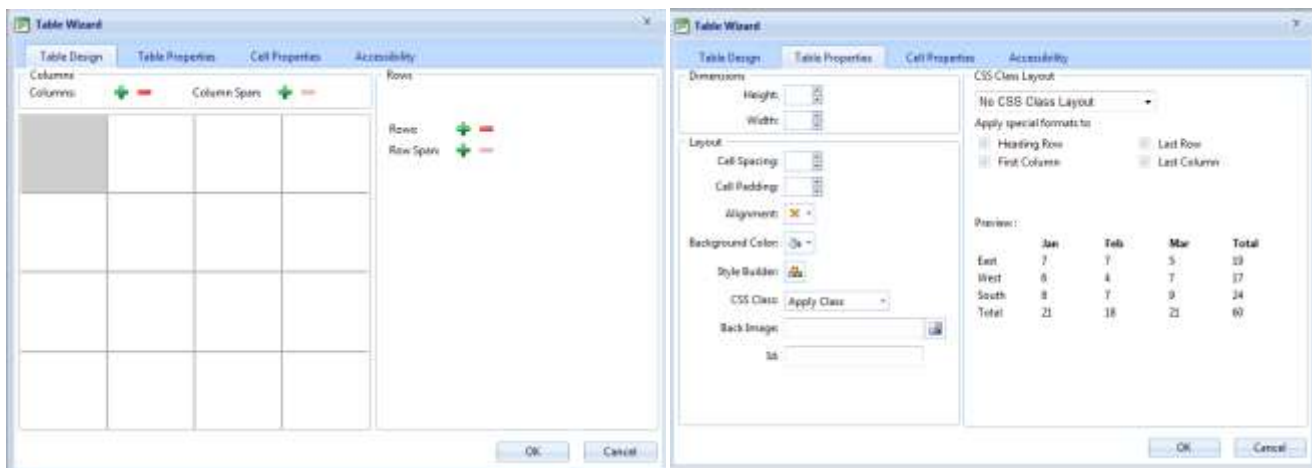 Table Wizard
Table Design Table Properties Cell Properties Accessibility
Columns
Columns: Column Span:
Rows
Rows:
Row Span:
OK Cancel
Table Wizard
Table Design Table Properties Cell Properties Accessibility
Dimensions
Height:
Width:
Layout
Cell Spacing:
Cell Padding:
Alignment:
Background Color:
Style Builder:
CSS Class: Apply Class
Back Image:
Id:
CSS Class Layout
No CSS Class Layout
Apply special formats to
Heading Row Last Row
First Column Last Column
Preview :
Jan Feb Mar Total
East 7 7 5 19
West 6 4 7 17
South 8 7 9 24
Total 21 18 21 60
OK Cancel